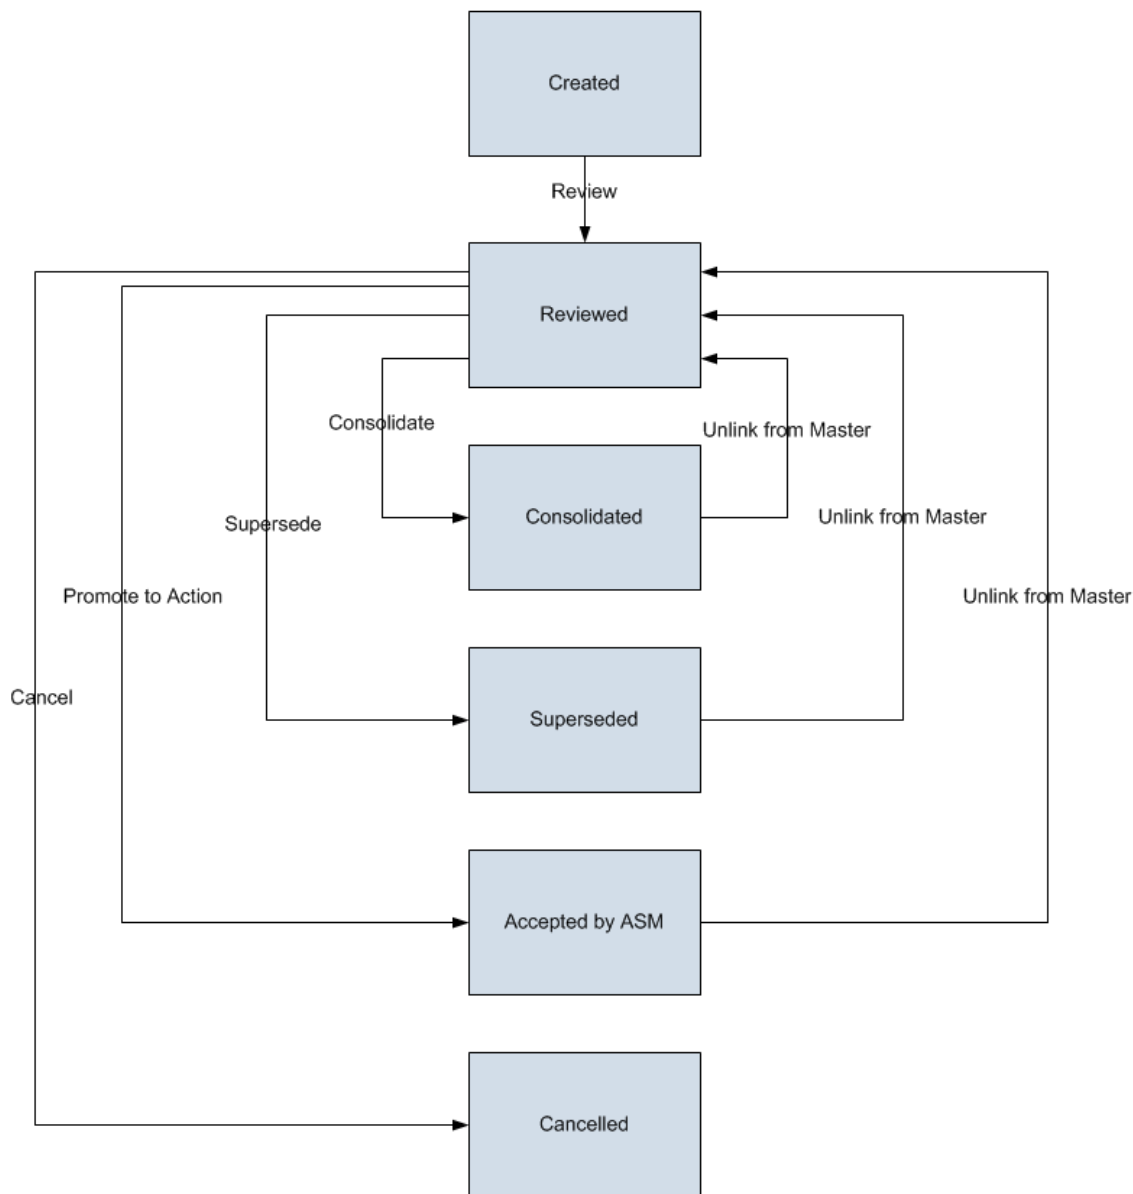 Created
Review
Reviewed
Consolidate
Unlink from Master
Consolidated
Unlink from Master
Supersede
Promote to Action
Unlink from Master
Cancel
Superseded
Accepted by ASM
Cancelled